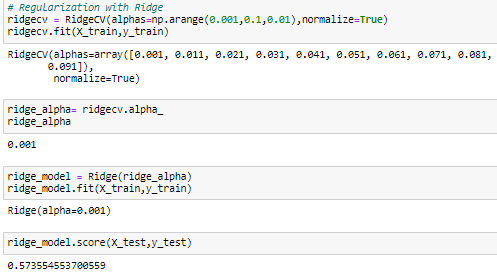 # Regularization with Ridge
ridgecv = RidgeCV(alphas=np.arange(0.001,0.1,0.01),normalize=True)
ridgecv.fit(X_train,y_train)
RidgeCV(alphas=array([0.001, 0.011, 0.021, 0.031, 0.041, 0.051, 0.061, 0.071, 0.081,
0.091]),
normalize=True)
ridge_alpha= ridgecv.alpha_
ridge_alpha
0.001
ridge_model = Ridge(ridge_alpha)
ridge_model.fit(X_train,y_train)
Ridge(alpha=0.001)
ridge_model.score(X_test,y_test)
0.573554553700559